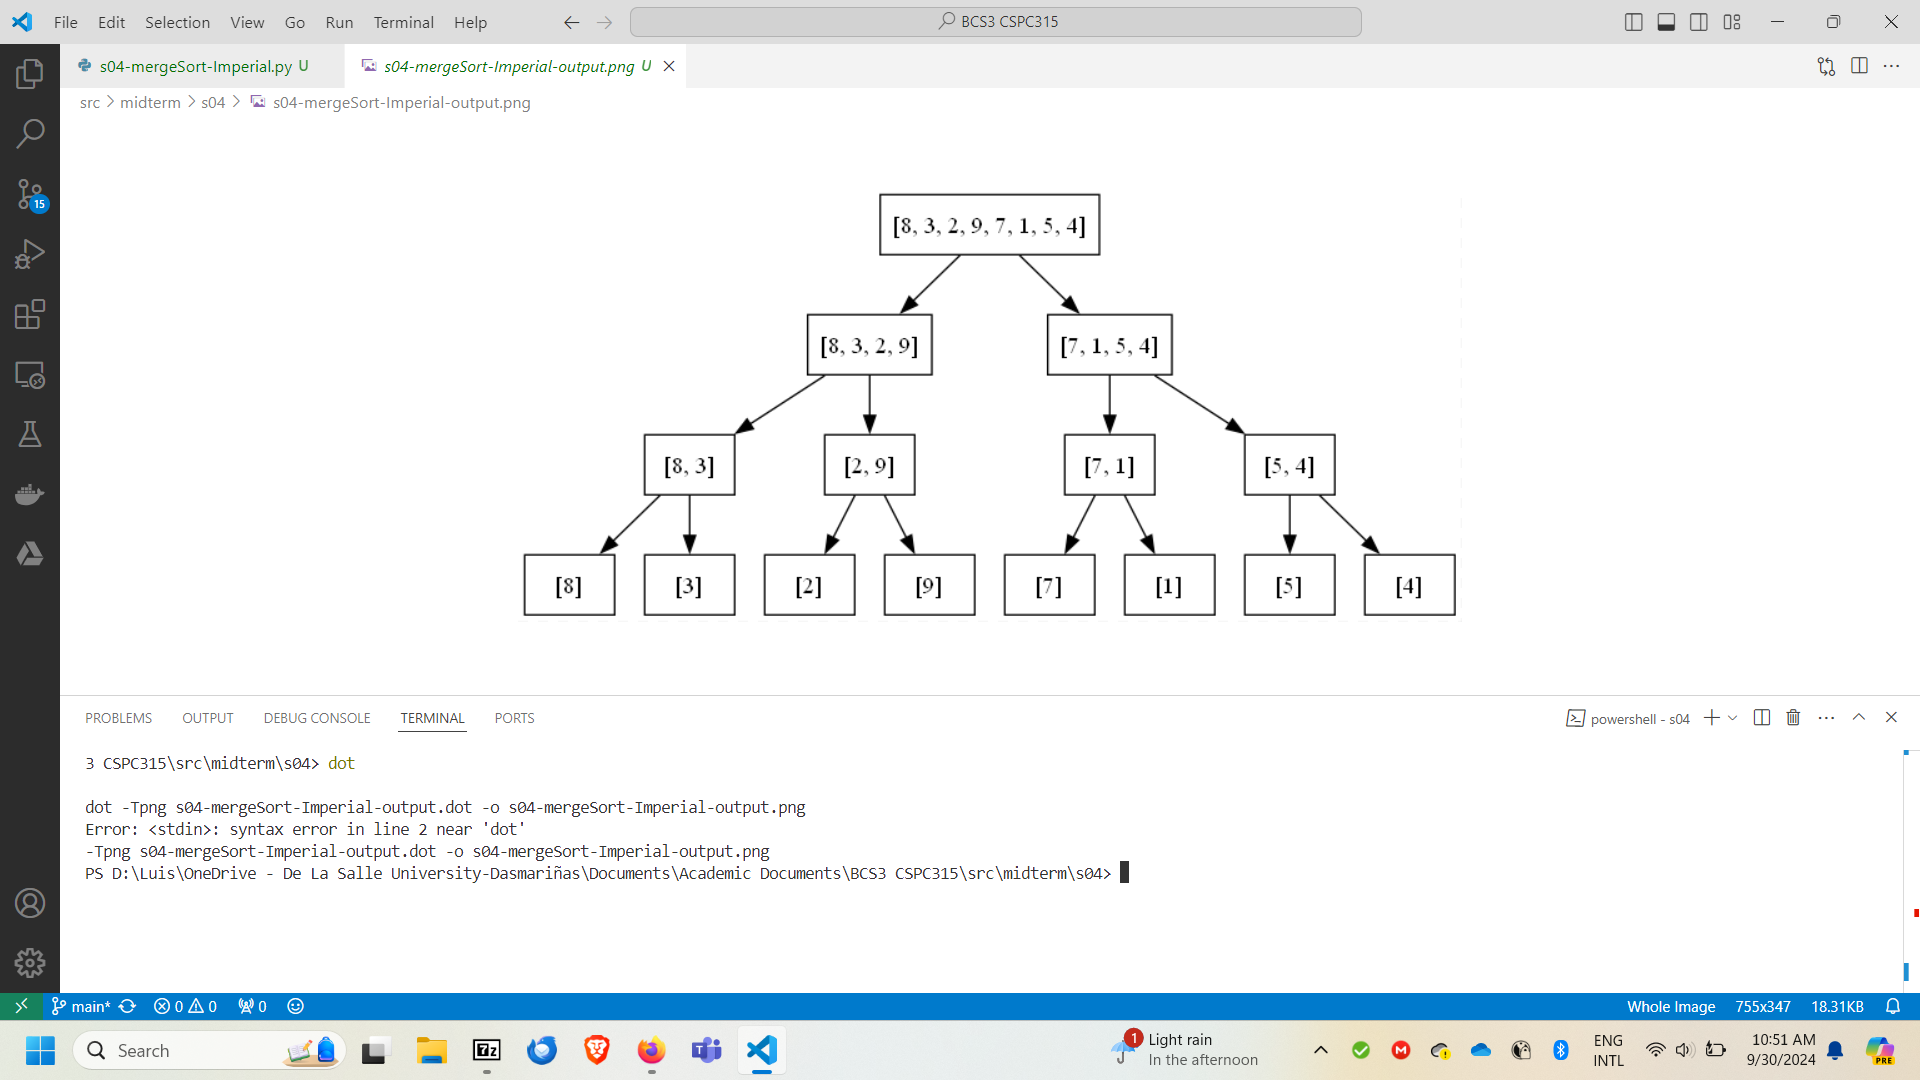 File Edit Selection View Go Run Terminal Help
BCS3 CSPC315
s04-mergeSort-Imperial.py U
s04-mergeSort-Imperial-output.png U
src > midterm > s04 > s04-mergeSort-Imperial-output.png
15
[8, 3, 2, 9, 7, 1, 5, 4]
[8, 3, 2, 9] [7, 1, 5, 4]
[8, 3] [2, 9] [7, 1] [5, 4]
[8] [3] [2] [9] [7] [1] [5] [4]
PROBLEMS OUTPUT DEBUG CONSOLE TERMINAL PORTS
powershell - s04
3 CSPC315\src\midterm\s04> dot
dot -Tpng s04-mergeSort-Imperial-output.dot -o s04-mergeSort-Imperial-output.png
Error: <stdin>: syntax error in line 2 near 'dot'
-Tpng s04-mergeSort-Imperial-output.dot -o s04-mergeSort-Imperial-output.png
PS D:\Luis\OneDrive - De La Salle University-Dasmariñas\Documents\Academic Documents\BCS3 CSPC315\src\midterm\s04>
main* 0 0 0
Whole Image 755x347 18.31KB
Search
7z
1
Light rain
In the afternoon
ENG
INTL
10:51 AM
9/30/2024
PRE